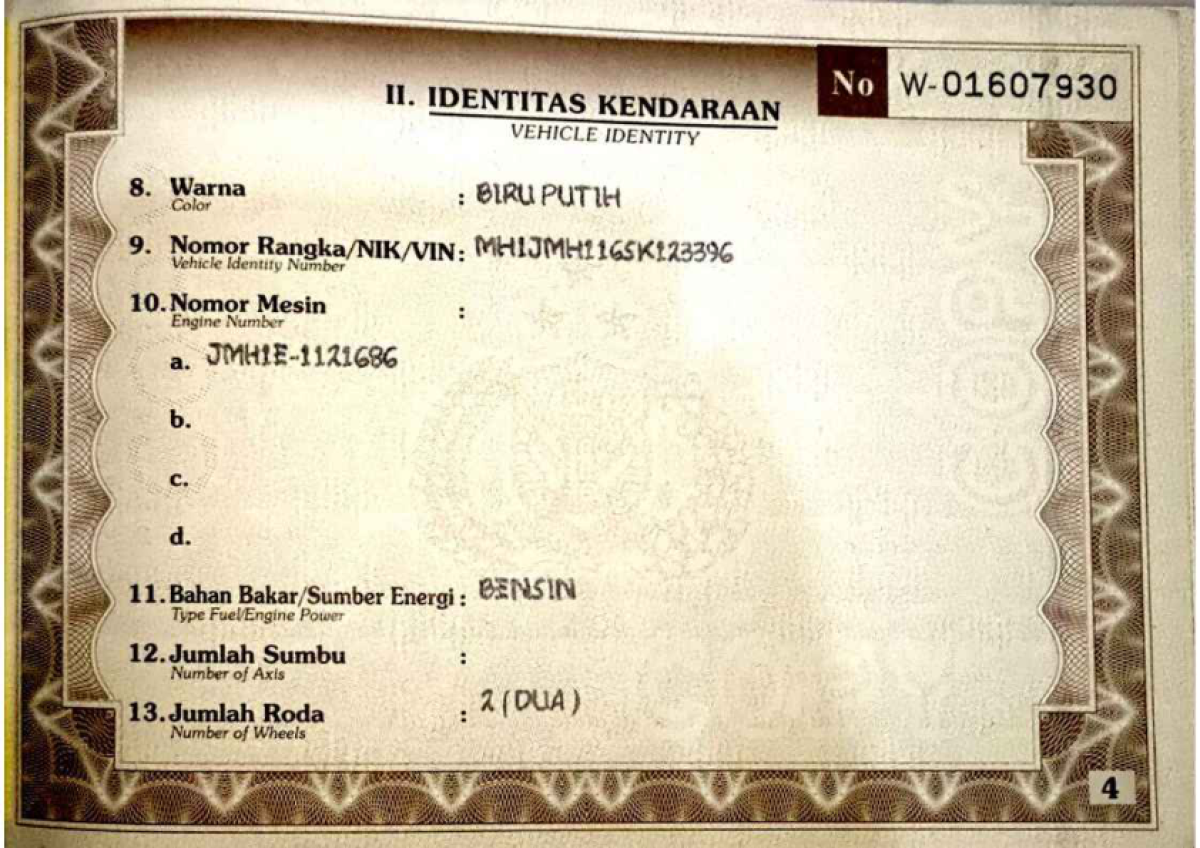 No W-01607930
II. IDENTITAS KENDARAAN
VEHICLE IDENTITY
8. Warna : BIRU PUTIH
Color
9. Nomor Rangka/NIK/VIN: MH1JMH116SK123396
Vehicle Identity Number
10. Nomor Mesin :
Engine Number
a. JMH1E-1121686
b.
c.
d.
11. Bahan Bakar/Sumber Energi : BENSIN
Type Fuel/Engine Power
12. Jumlah Sumbu :
Number of Axis
13. Jumlah Roda : 2 (DUA)
Number of Wheels
4